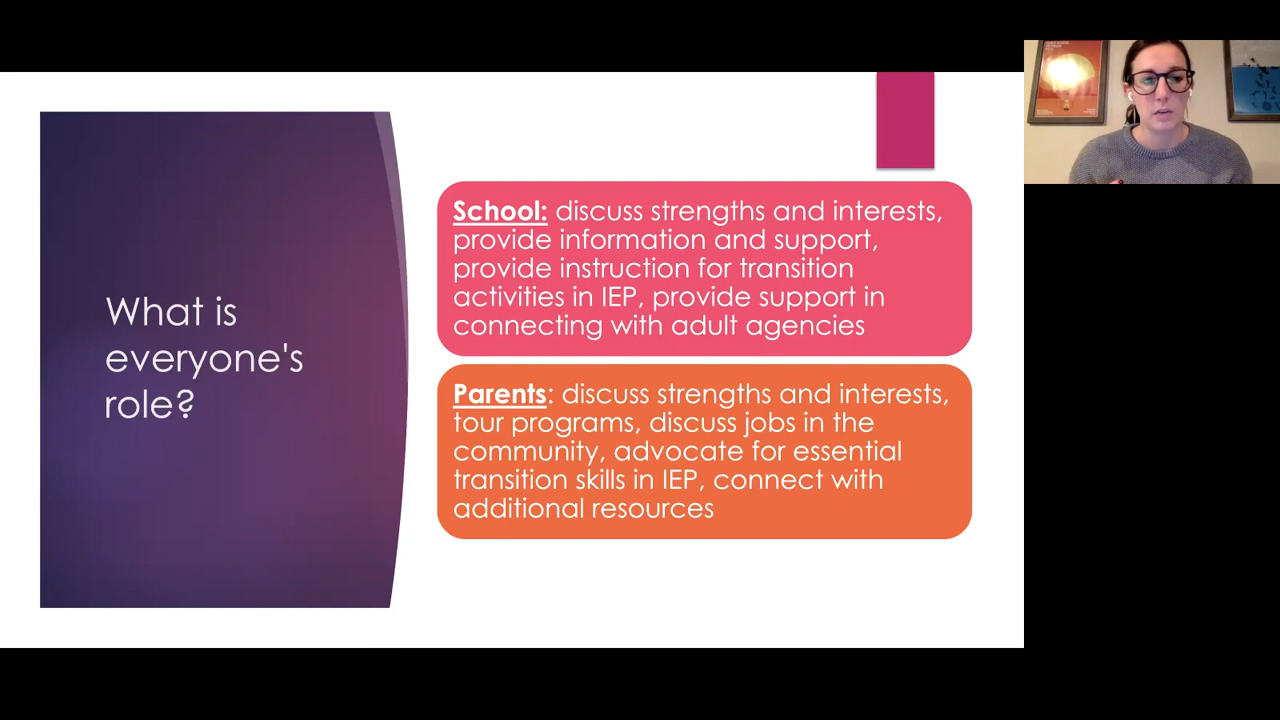 What is
everyone's
role?
School: discuss strengths and interests,
provide information and support,
provide instruction for transition
activities in IEP, provide support in
connecting with adult agencies
Parents: discuss strengths and interests,
tour programs, discuss jobs in the
community, advocate for essential
transition skills in IEP, connect with
additional resources